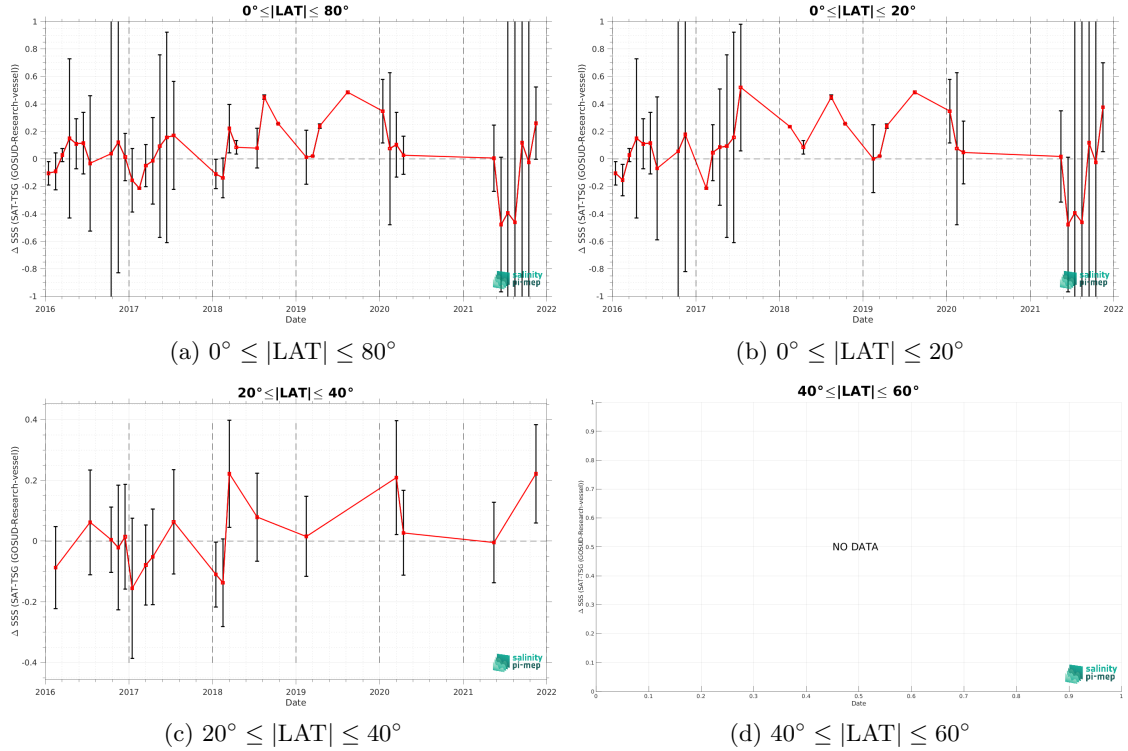 0°≤|LAT|≤ 80°
Δ SSS (SAT-TSG (GOSUD-Research-vessel))
1
0.8
0.6
0.4
0.2
0
-0.2
-0.4
-0.6
-0.8
-1
2016 2017 2018 2019 2020 2021 2022
Date
salinity
pi-mep
(a) 0° ≤ |LAT| ≤ 80°
0°≤|LAT|≤ 20°
Δ SSS (SAT-TSG (GOSUD-Research-vessel))
1
0.8
0.6
0.4
0.2
0
-0.2
-0.4
-0.6
-0.8
-1
2016 2017 2018 2019 2020 2021 2022
Date
salinity
pi-mep
(b) 0° ≤ |LAT| ≤ 20°
20°≤|LAT|≤ 40°
Δ SSS (SAT-TSG (GOSUD-Research-vessel))
0.4
0.2
0
-0.2
-0.4
2016 2017 2018 2019 2020 2021 2022
Date
salinity
pi-mep
(c) 20° ≤ |LAT| ≤ 40°
40°≤|LAT|≤ 60°
Δ SSS (SAT-TSG (GOSUD-Research-vessel))
1
0.9
0.8
0.7
0.6
0.5
0.4
0.3
0.2
0.1
0
NO DATA
0 0.1 0.2 0.3 0.4 0.5 0.6 0.7 0.8 0.9 1
Date
salinity
pi-mep
(d) 40° ≤ |LAT| ≤ 60°